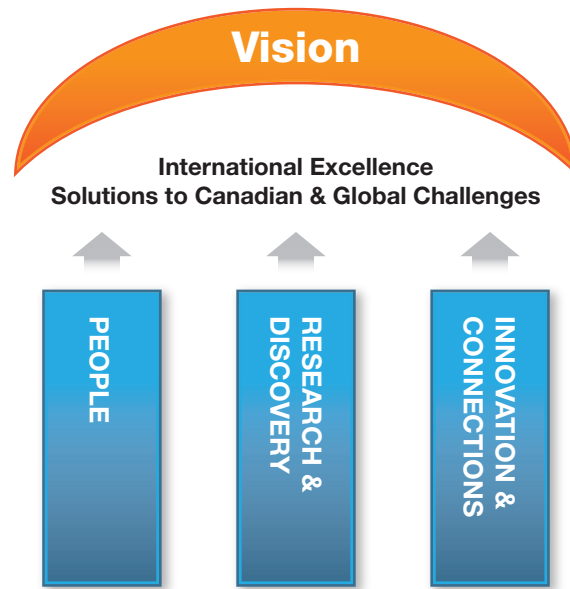 Vision
International Excellence
Solutions to Canadian & Global Challenges
PEOPLE
RESEARCH &
DISCOVERY
INNOVATION &
CONNECTIONS